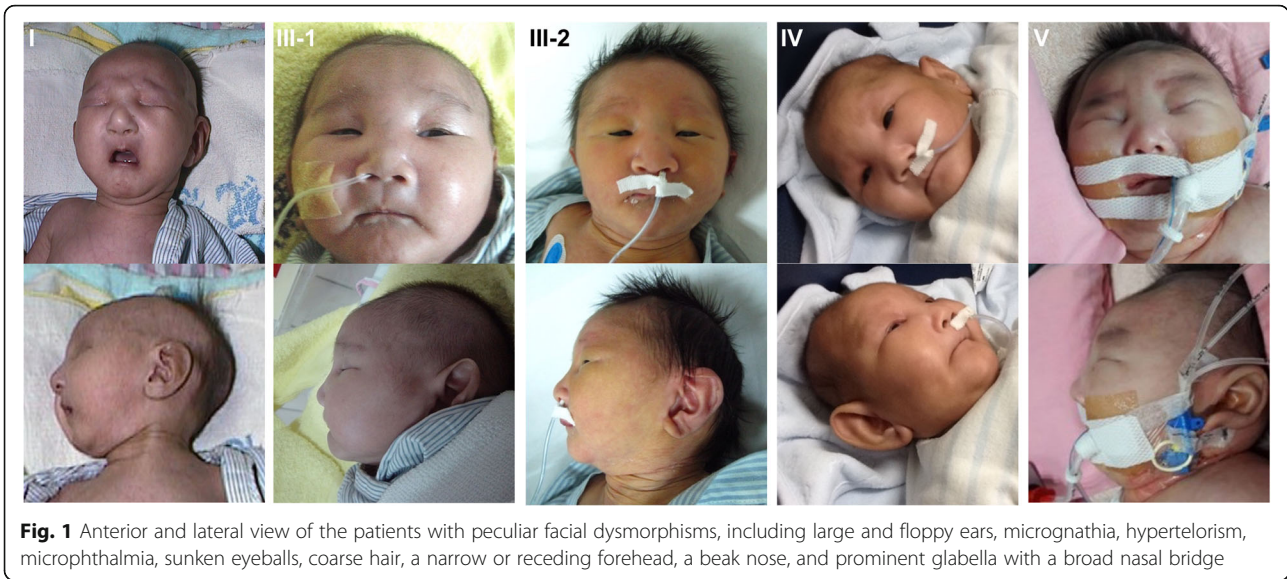 I
III-1
III-2
IV
V
Fig. 1 Anterior and lateral view of the patients with peculiar facial dysmorphisms, including large and floppy ears, micrognathia, hypertelorism,
microphthalmia, sunken eyeballs, coarse hair, a narrow or receding forehead, a beak nose, and prominent glabella with a broad nasal bridge